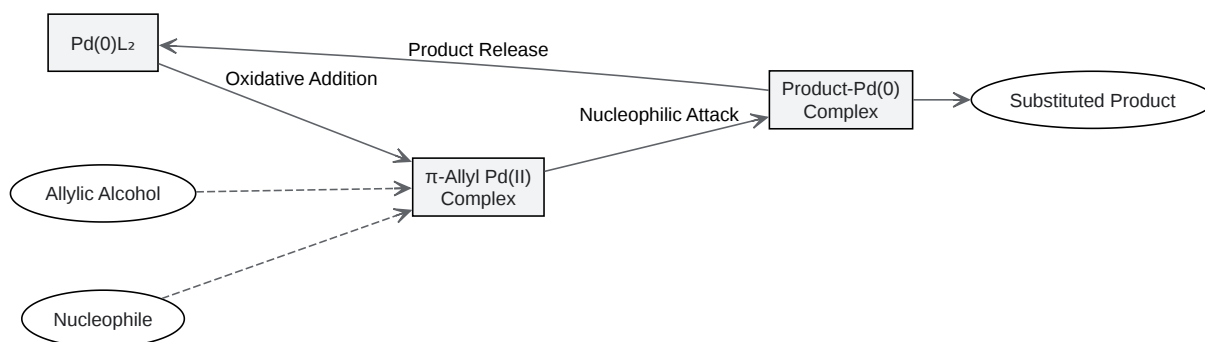 Pd(0)L₂
Product Release
Oxidative Addition
Product-Pd(0)
Complex
Substituted Product
Nucleophilic Attack
π-Allyl Pd(II)
Complex
Allylic Alcohol
Nucleophile